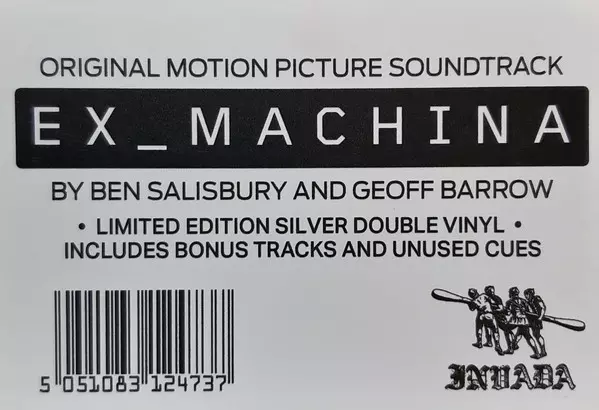 ORIGINAL MOTION PICTURE SOUNDTRACK
EX_MACHINA
BY BEN SALISBURY AND GEOFF BARROW
• LIMITED EDITION SILVER DOUBLE VINYL •
INCLUDES BONUS TRACKS AND UNUSED CUES
5 051083 124737
INVADA